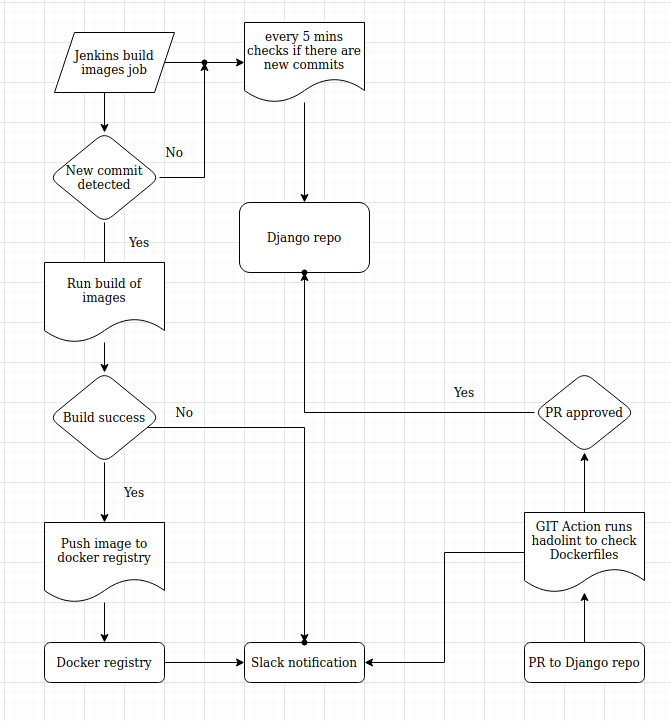 Jenkins build
images job
every 5 mins
checks if there are
new commits
No
New commit
detected
Yes
Django repo
Run build of
images
Yes
Build success
No
PR approved
Yes
Push image to
docker registry
GIT Action runs
hadolint to check
Dockerfiles
Docker registry
Slack notification
PR to Django repo